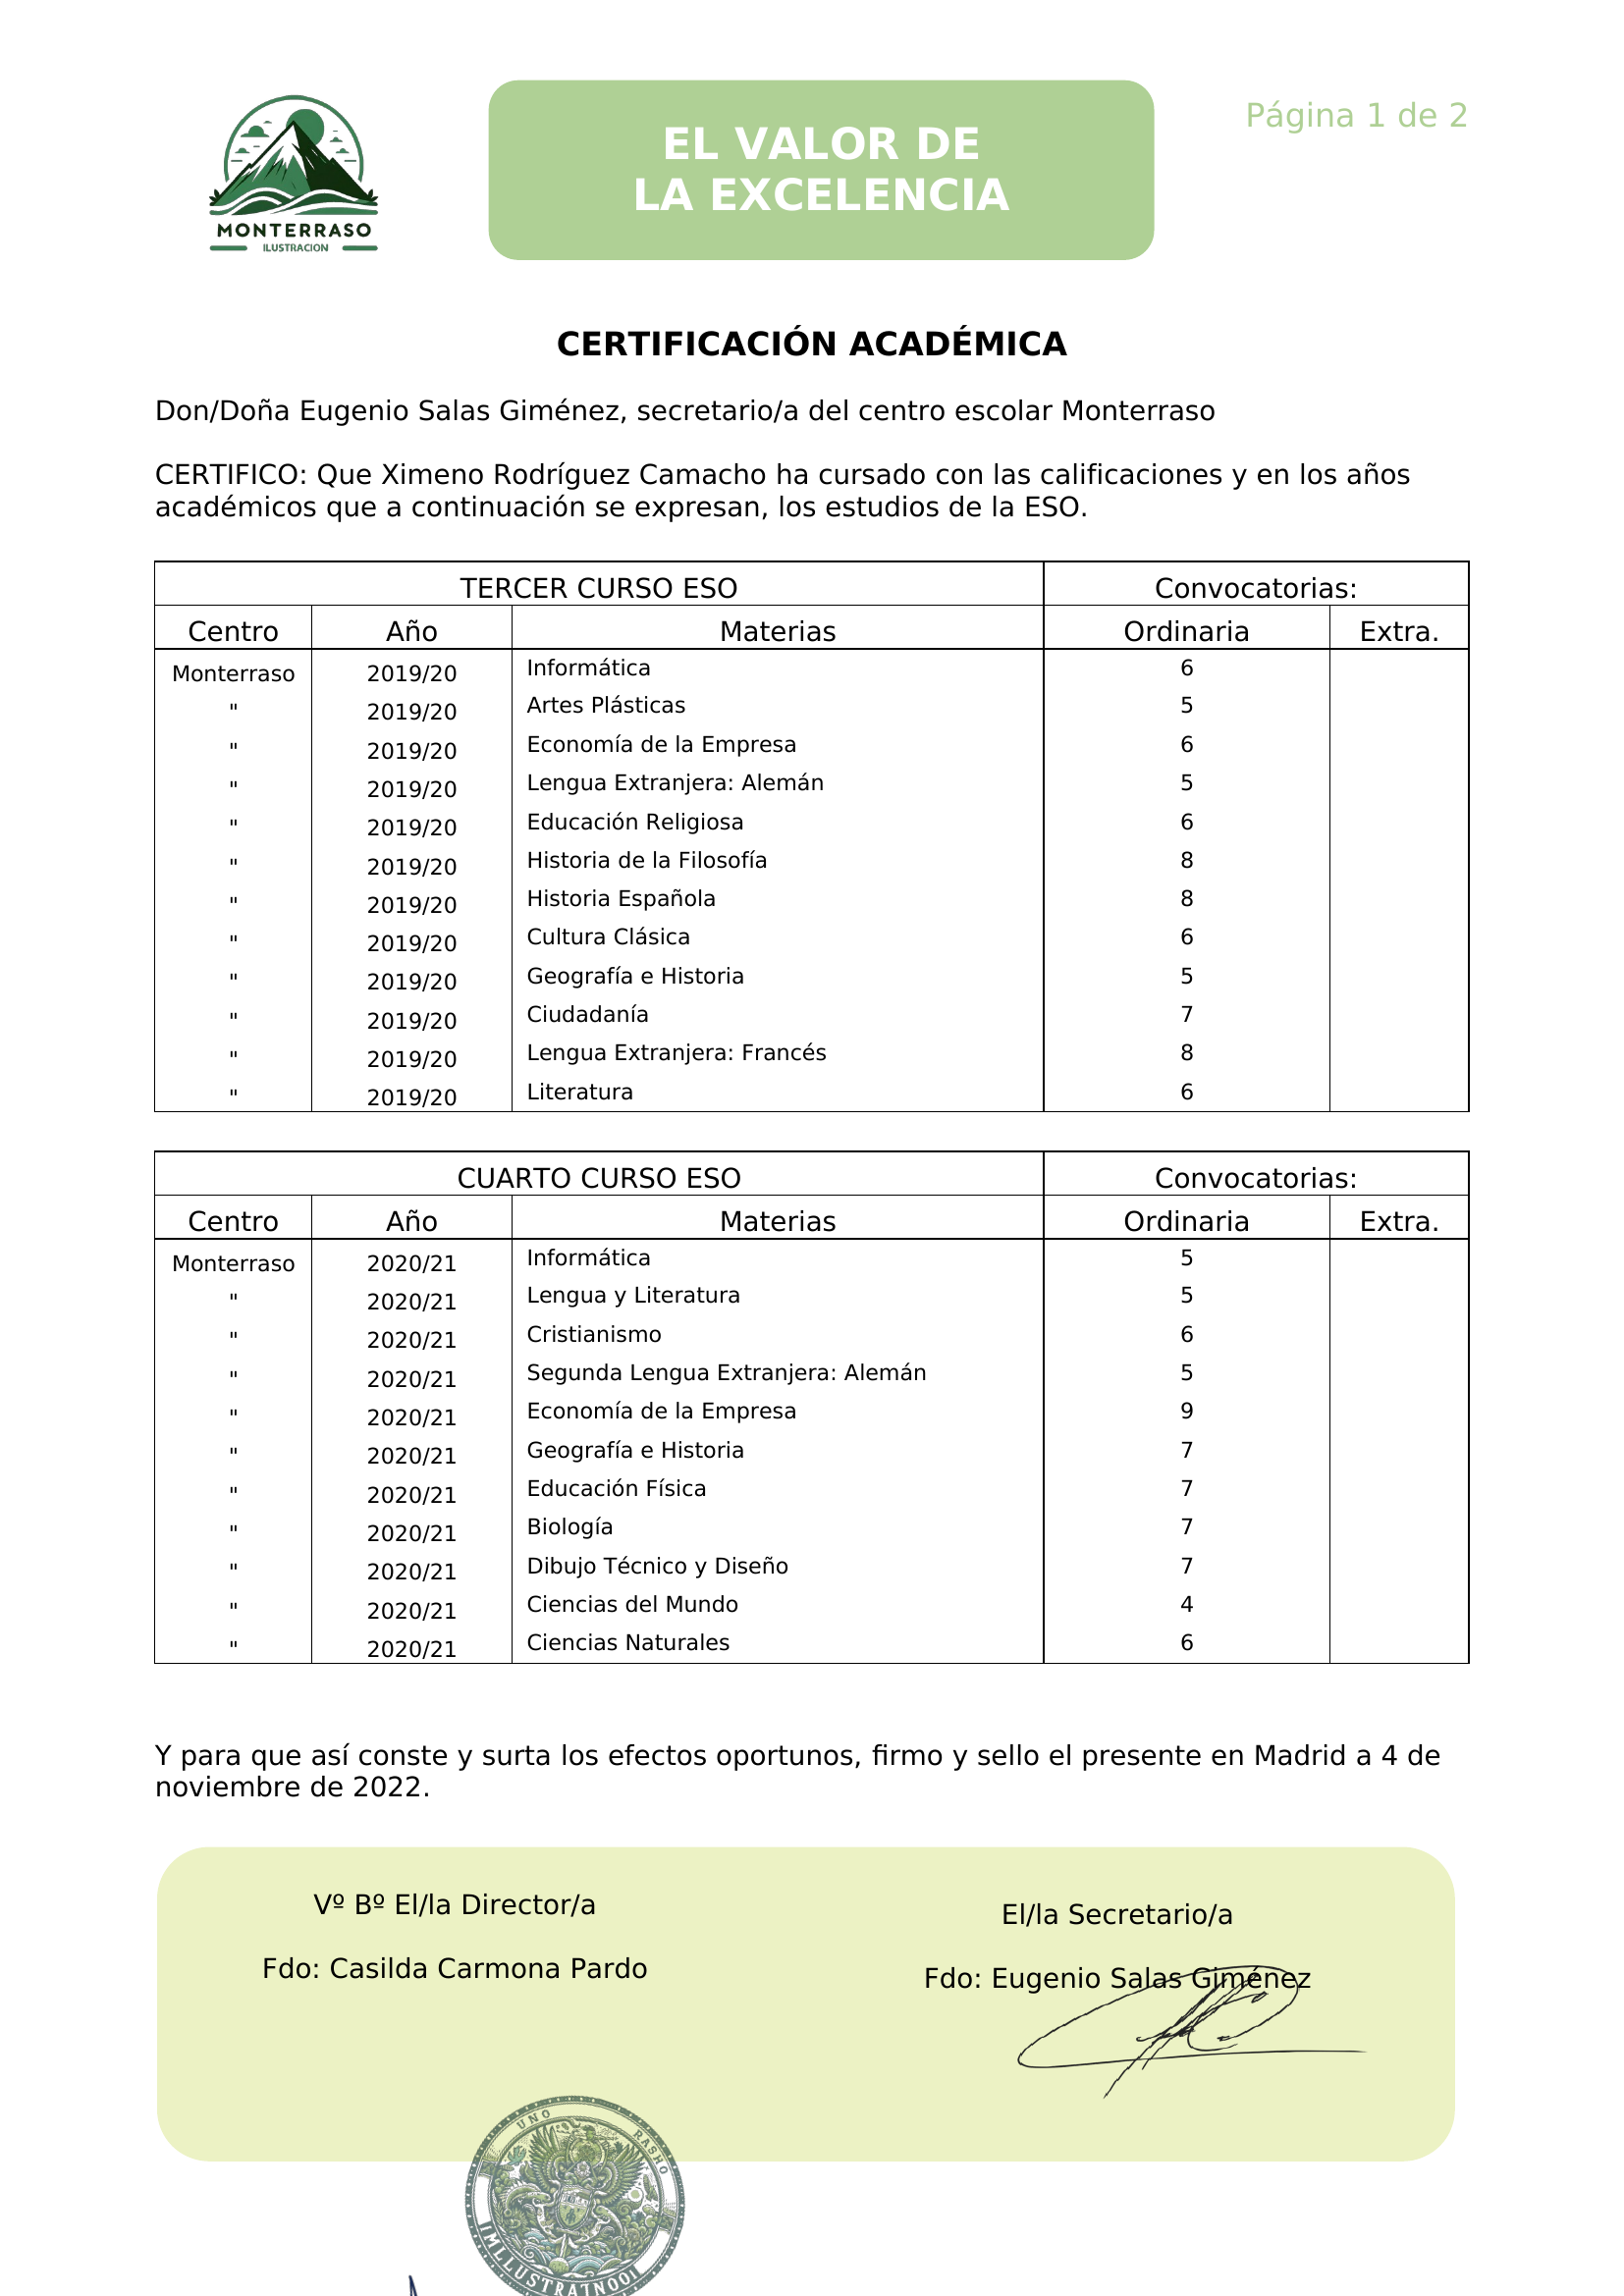 MONTERRASO
ILUSTRACION
EL VALOR DE
LA EXCELENCIA
Página 1 de 2
CERTIFICACIÓN ACADÉMICA
Don/Doña Eugenio Salas Giménez, secretario/a del centro escolar Monterraso
CERTIFICO: Que Ximeno Rodríguez Camacho ha cursado con las calificaciones y en los años
académicos que a continuación se expresan, los estudios de la ESO.
TERCER CURSO ESO Convocatorias:
Centro Año Materias Ordinaria Extra.
Monterraso 2019/20 Informática 6
" 2019/20 Artes Plásticas 5
" 2019/20 Economía de la Empresa 6
" 2019/20 Lengua Extranjera: Alemán 5
" 2019/20 Educación Religiosa 6
" 2019/20 Historia de la Filosofía 8
" 2019/20 Historia Española 8
" 2019/20 Cultura Clásica 6
" 2019/20 Geografía e Historia 5
" 2019/20 Ciudadanía 7
" 2019/20 Lengua Extranjera: Francés 8
" 2019/20 Literatura 6
CUARTO CURSO ESO Convocatorias:
Centro Año Materias Ordinaria Extra.
Monterraso 2020/21 Informática 5
" 2020/21 Lengua y Literatura 5
" 2020/21 Cristianismo 6
" 2020/21 Segunda Lengua Extranjera: Alemán 5
" 2020/21 Economía de la Empresa 9
" 2020/21 Geografía e Historia 7
" 2020/21 Educación Física 7
" 2020/21 Biología 7
" 2020/21 Dibujo Técnico y Diseño 7
" 2020/21 Ciencias del Mundo 4
" 2020/21 Ciencias Naturales 6
Y para que así conste y surta los efectos oportunos, firmo y sello el presente en Madrid a 4 de
noviembre de 2022.
Vº Bº El/la Director/a
Fdo: Casilda Carmona Pardo
El/la Secretario/a
Fdo: Eugenio Salas Giménez
UNO
RASHO